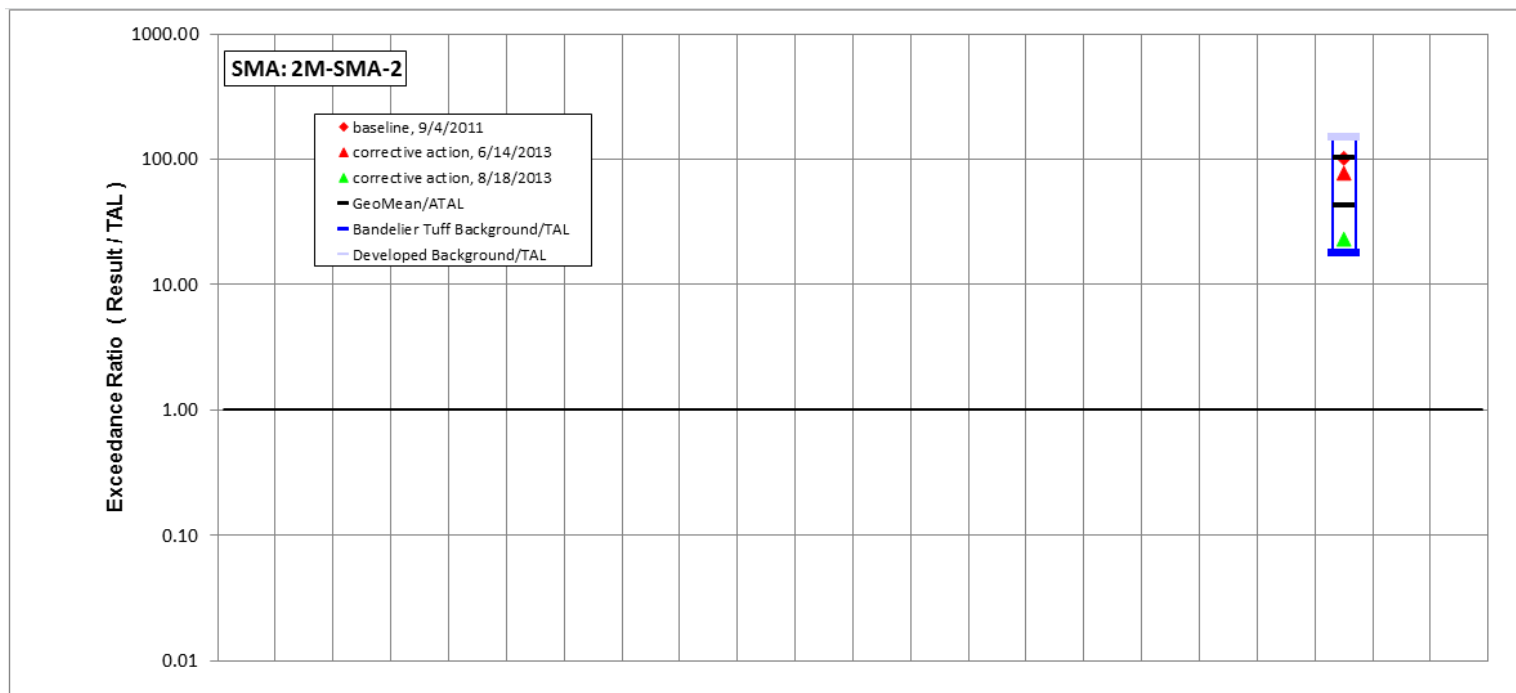 1000.00
SMA: 2M-SMA-2
baseline, 9/4/2011
corrective action, 6/14/2013
corrective action, 8/18/2013
GeoMean/ATAL
Bandelier Tuff Background/TAL
Developed Background/TAL
100.00
10.00
1.00
0.10
0.01
Exceedance Ratio ( Result / TAL )